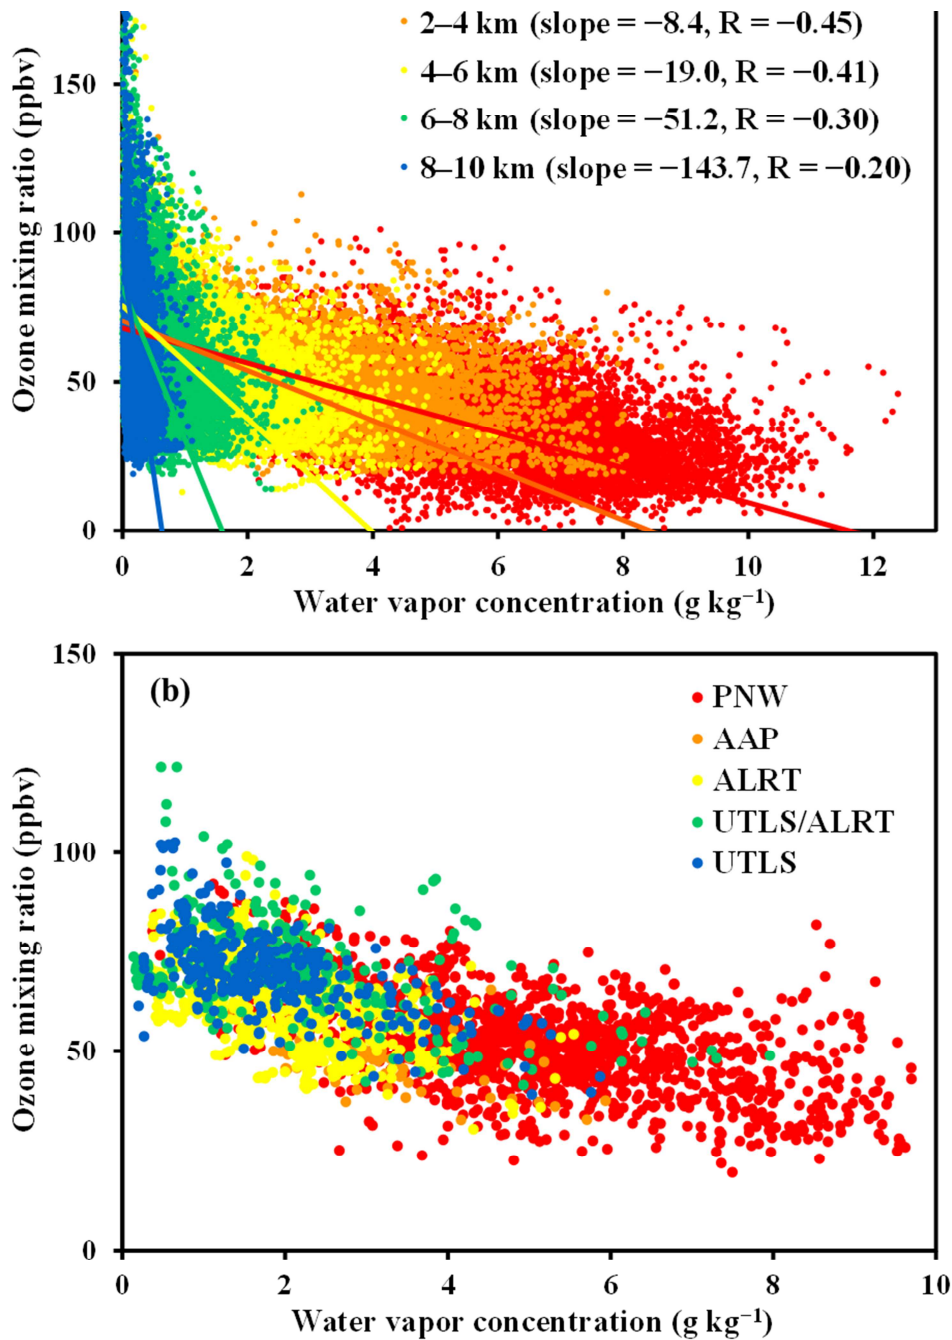 2–4 km (slope = −8.4, R = −0.45)
4–6 km (slope = −19.0, R = −0.41)
6–8 km (slope = −51.2, R = −0.30)
8–10 km (slope = −143.7, R = −0.20)
Ozone mixing ratio (ppbv)
150
100
50
0
0 2 4 6 8 10 12
Water vapor concentration (g kg⁻¹)
(b)
PNW
AAP
ALRT
UTLS/ALRT
UTLS
Ozone mixing ratio (ppbv)
150
100
50
0
0 2 4 6 8 10
Water vapor concentration (g kg⁻¹)